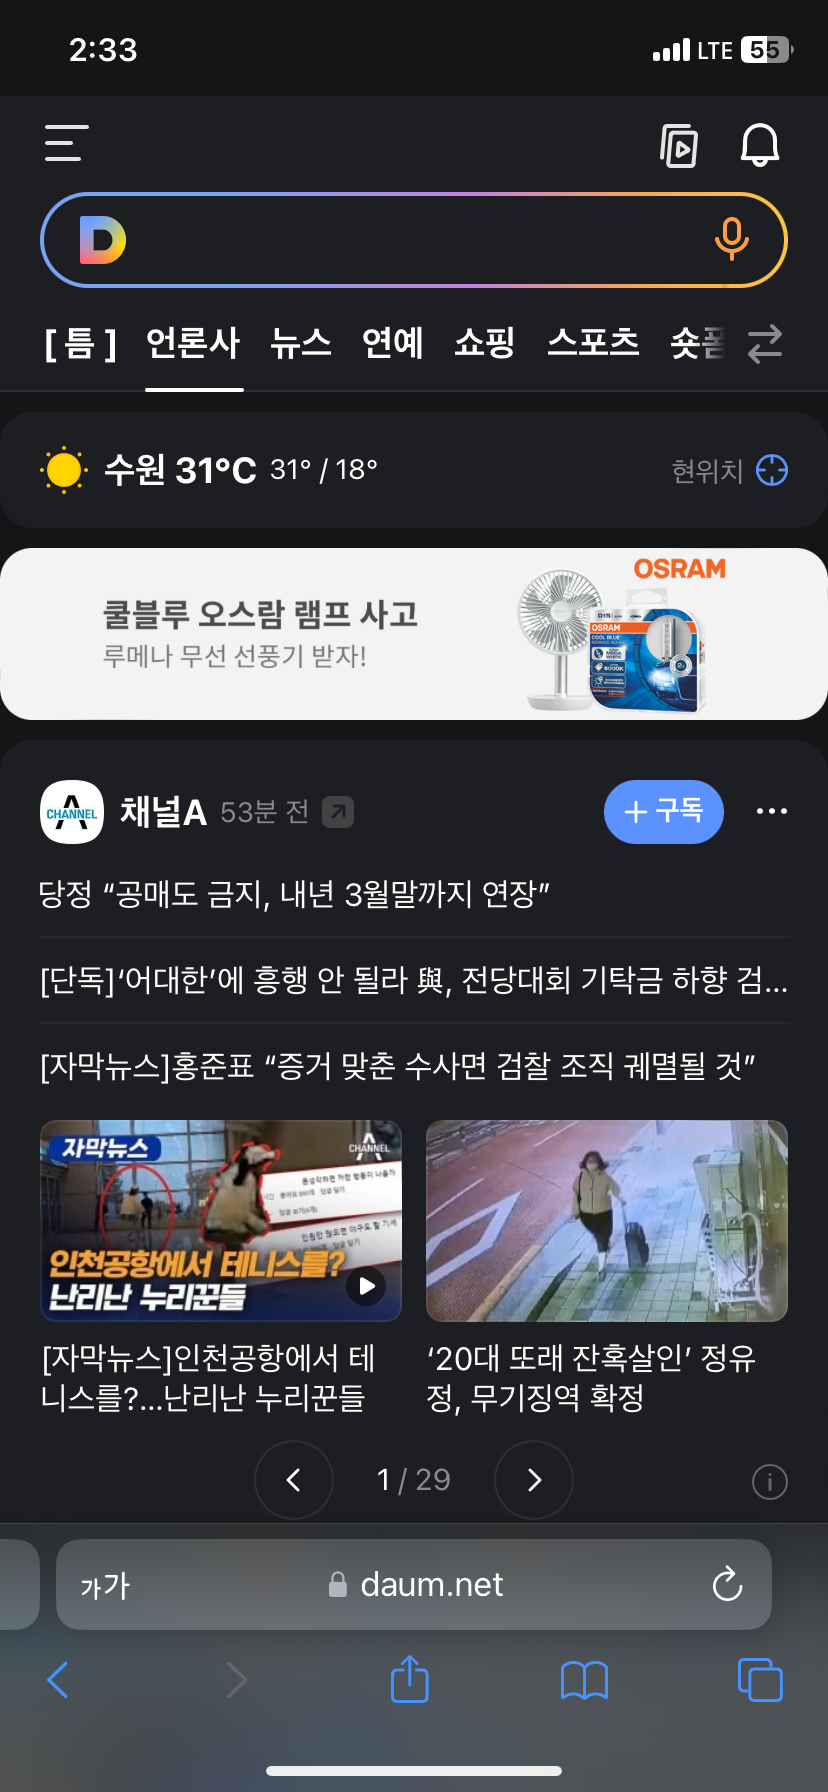 2:33
LTE 55
[ 틈 ] 언론사 뉴스 연예 쇼핑 스포츠 숏폼
수원 31°C 31° / 18°
현위치
쿨블루 오스람 램프 사고
루메나 무선 선풍기 받자!
OSRAM
D1S
OSRAM
COOL BLUE
6000K
CHANNEL A
채널A 53분 전
+ 구독
당정 “공매도 금지, 내년 3월말까지 연장”
[단독]‘어대한’에 흥행 안 될라 與, 전당대회 기탁금 하향 검...
[자막뉴스]홍준표 “증거 맞춘 수사면 검찰 조직 궤멸될 것”
자막뉴스
CHANNEL A
인천공항에서 테니스를?
난리난 누리꾼들
[자막뉴스]인천공항에서 테
니스를?...난리난 누리꾼들
‘20대 또래 잔혹살인’ 정유
정, 무기징역 확정
1 / 29
가가
daum.net